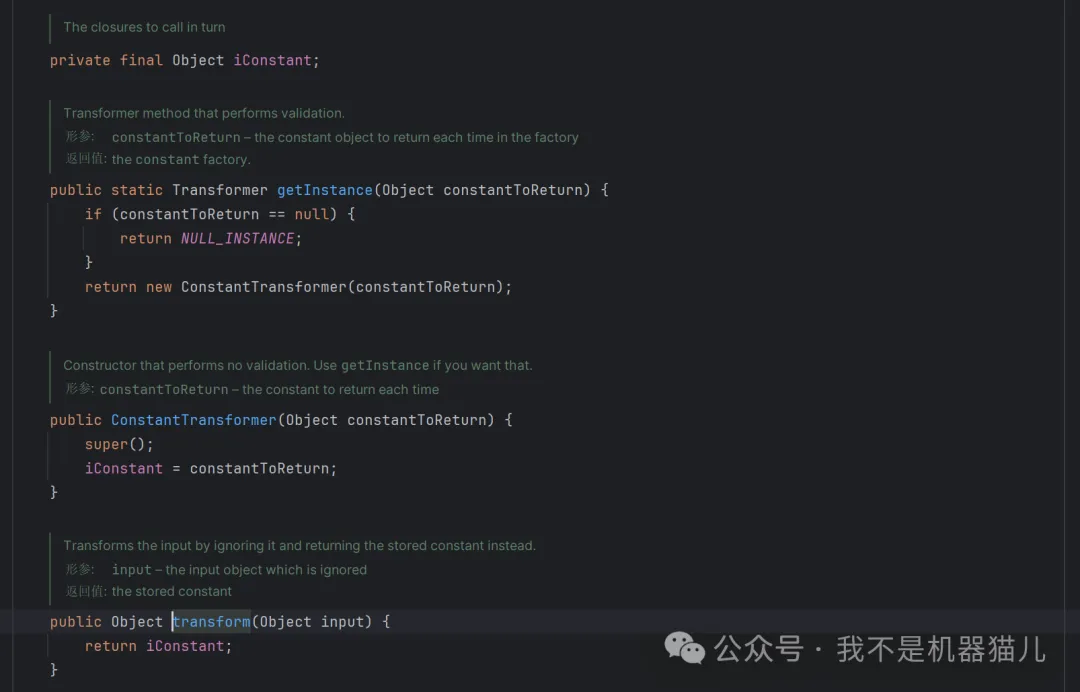 The closures to call in turn
private final Object iConstant;
Transformer method that performs validation.
形参: constantToReturn – the constant object to return each time in the factory
返回值: the constant factory.
public static Transformer getInstance(Object constantToReturn) {
if (constantToReturn == null) {
return NULL_INSTANCE;
}
return new ConstantTransformer(constantToReturn);
}
Constructor that performs no validation. Use getInstance if you want that.
形参: constantToReturn – the constant to return each time
public ConstantTransformer(Object constantToReturn) {
super();
iConstant = constantToReturn;
}
Transforms the input by ignoring it and returning the stored constant instead.
形参: input – the input object which is ignored
返回值: the stored constant
public Object transform(Object input) {
return iConstant;
}
公众号 · 我不是机器猫儿